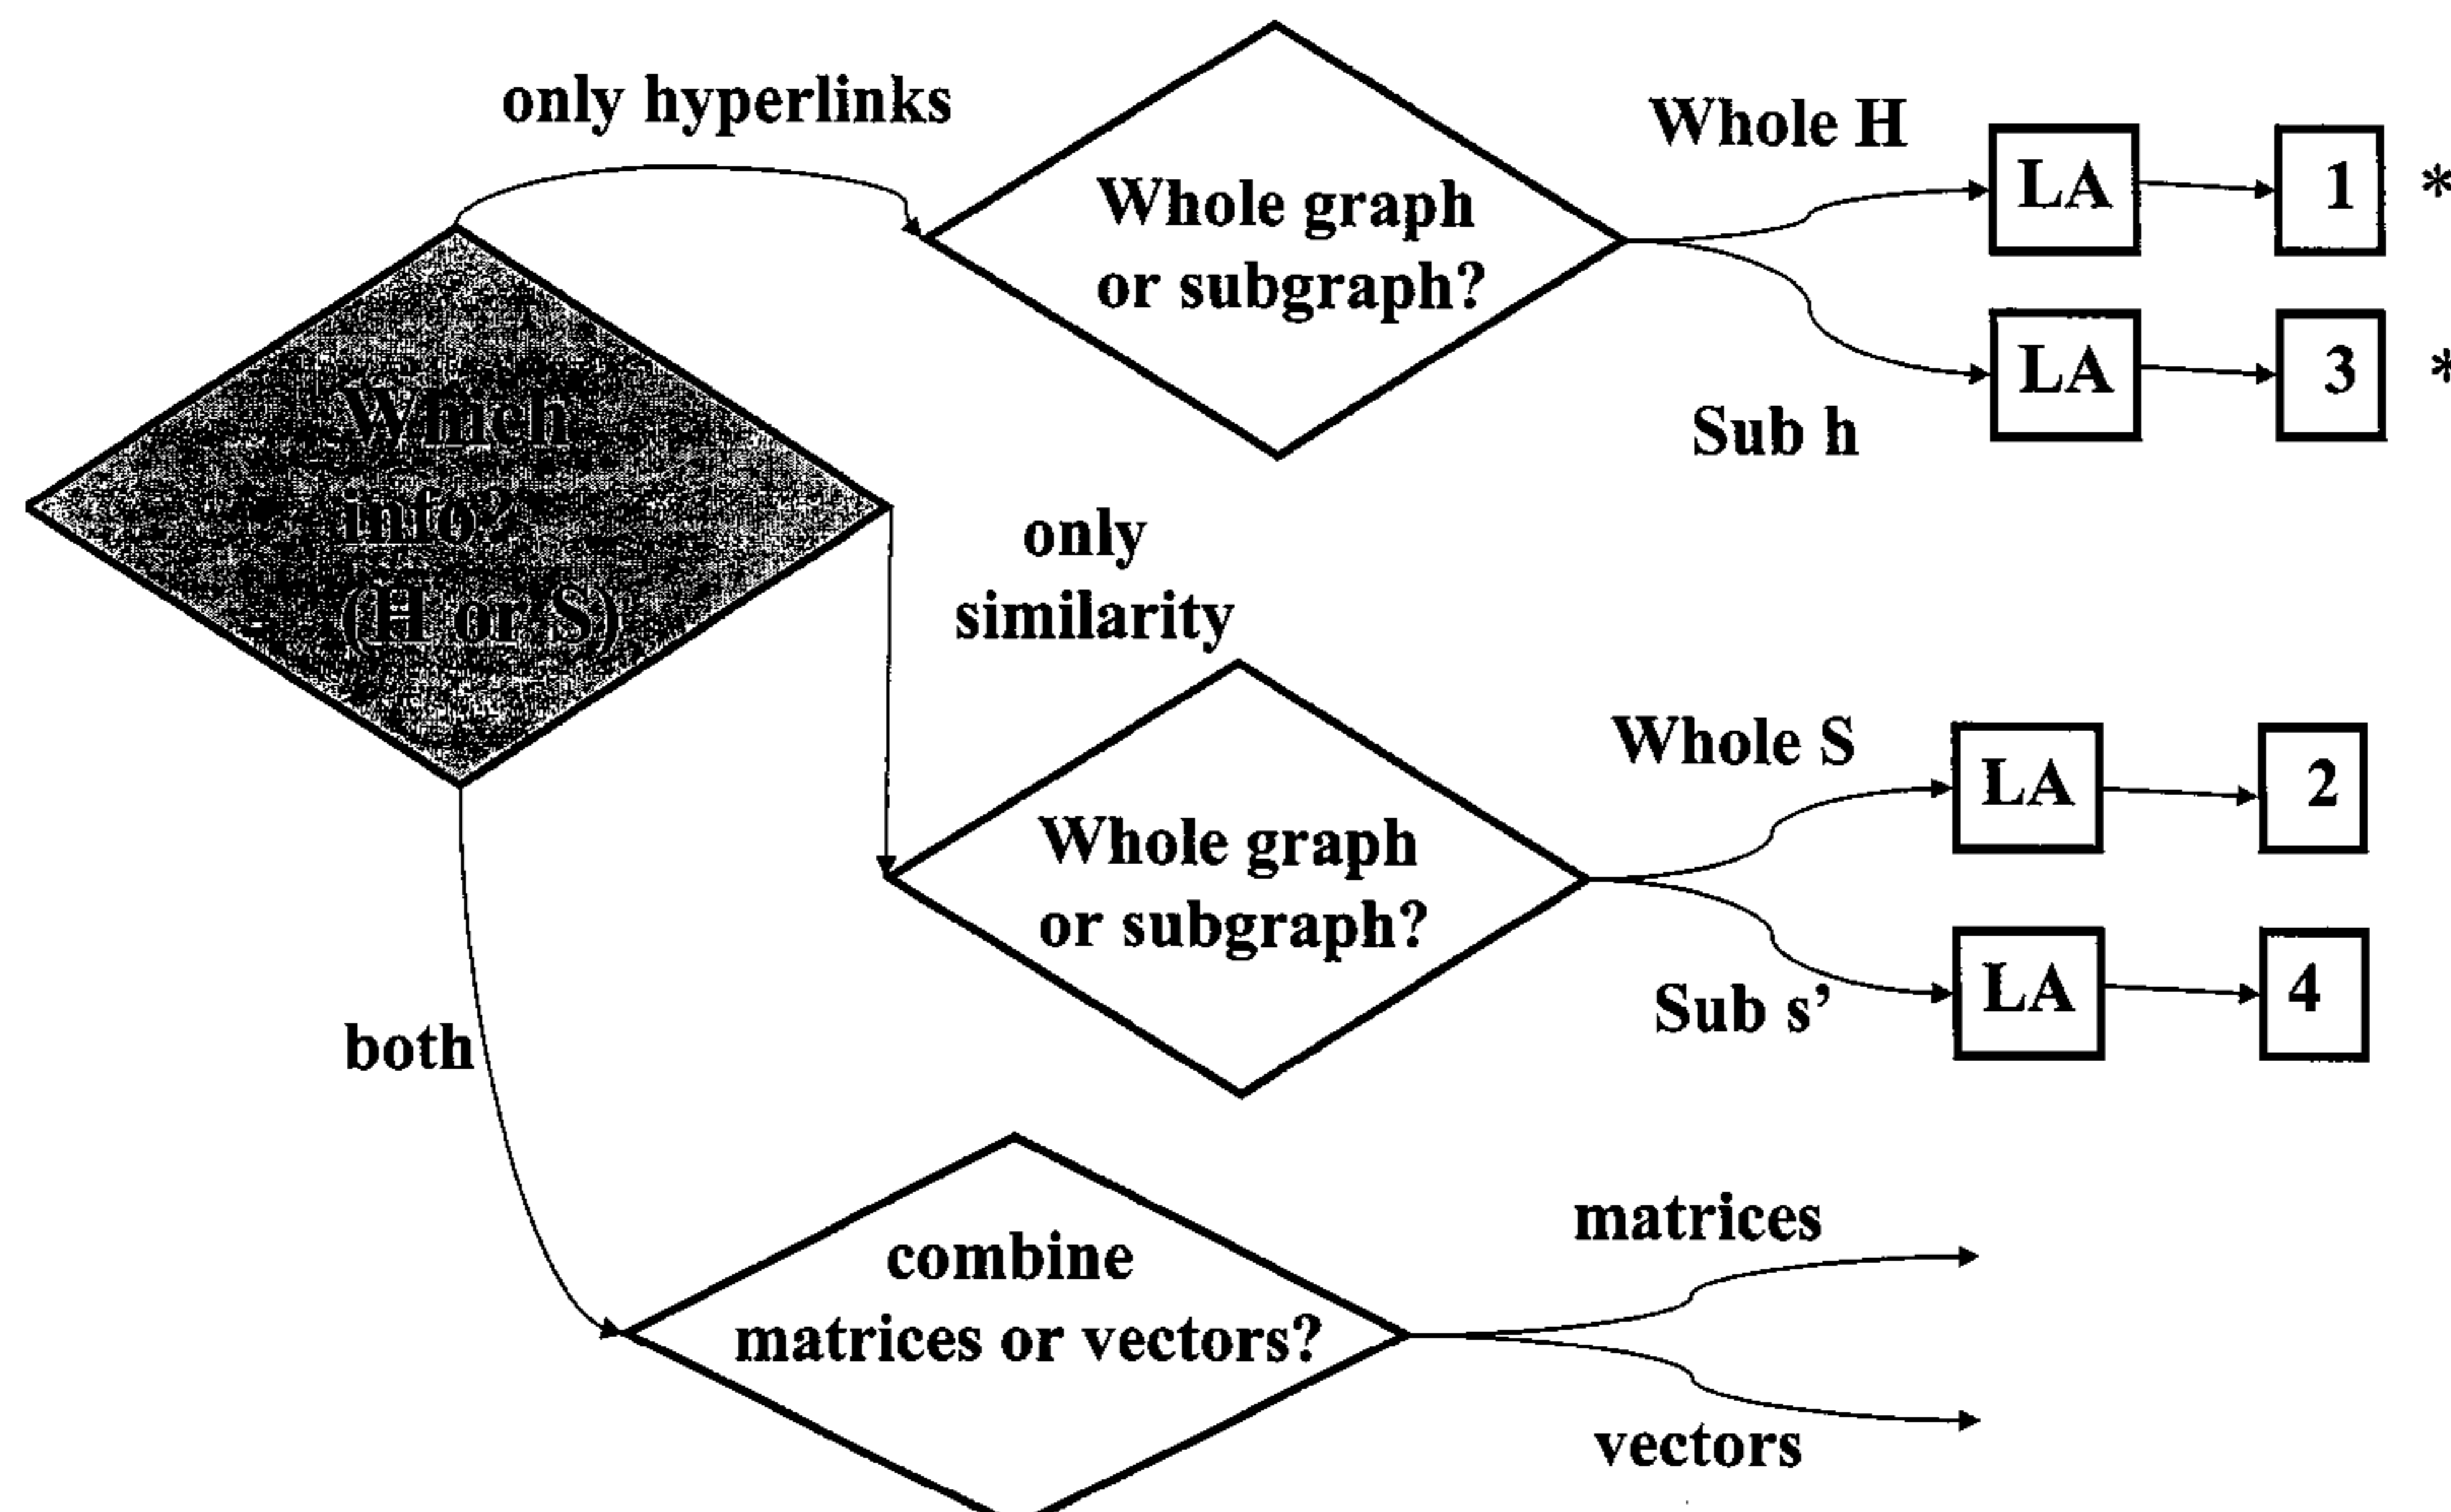 only hyperlinks
Whole graph
or subgraph?
Whole H
LA
1
*
LA
3
*
Sub h
Which
info?
(H or S)
only
similarity
Whole graph
or subgraph?
Whole S
LA
2
Sub s’
LA
4
both
combine
matrices or vectors?
matrices
vectors